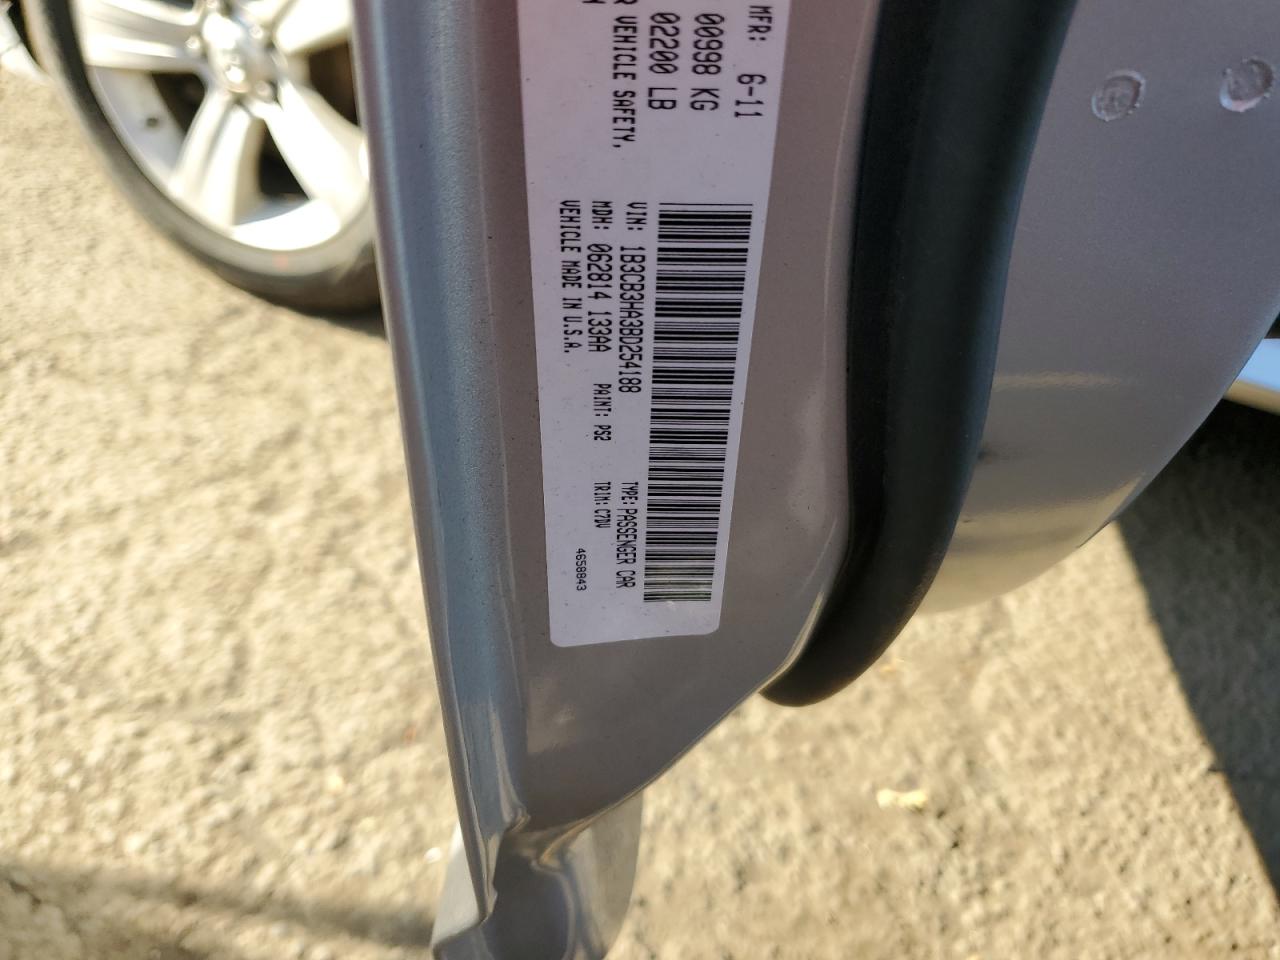 MFR: 6-11
00998 KG
02200 LB
VEHICLE SAFETY,
VIN: 1B3CB3HA3BD254188
TYPE: PASSENGER CAR
MDH: 062814 133AA
PAINT: PS2
TRIM: C7DV
VEHICLE MADE IN U.S.A.
4658843